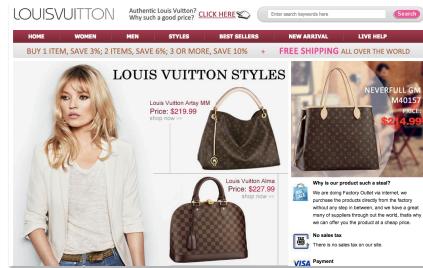 LOUISVUITTON
Authentic Louis Vuitton?
Why such a good price? CLICK HERE
Enter search keywords here
Search
HOME WOMEN MEN STYLES BEST SELLERS NEW ARRIVAL LIVE HELP
BUY 1 ITEM, SAVE 3%; 2 ITEMS, SAVE 6%; 3 OR MORE, SAVE 10% + FREE SHIPPING ALL OVER THE WORLD
LOUIS VUITTON STYLES
Louis Vuitton Artsy MM
Price: $219.99
shop now >>
Louis Vuitton Alma
Price: $227.99
shop now >>
NEVERFULL GM
M40157
PRICE:
$214.99
Why is our product such a steal?
We are doing Factory Outlet via internet, we
purchase the products directly from the factory
without any step in between, and we have a great
many of suppliers through out the world, thats why
we can offer you the product at a cheap price.
No sales tax
There is no sales tax on our site.
VISA Payment